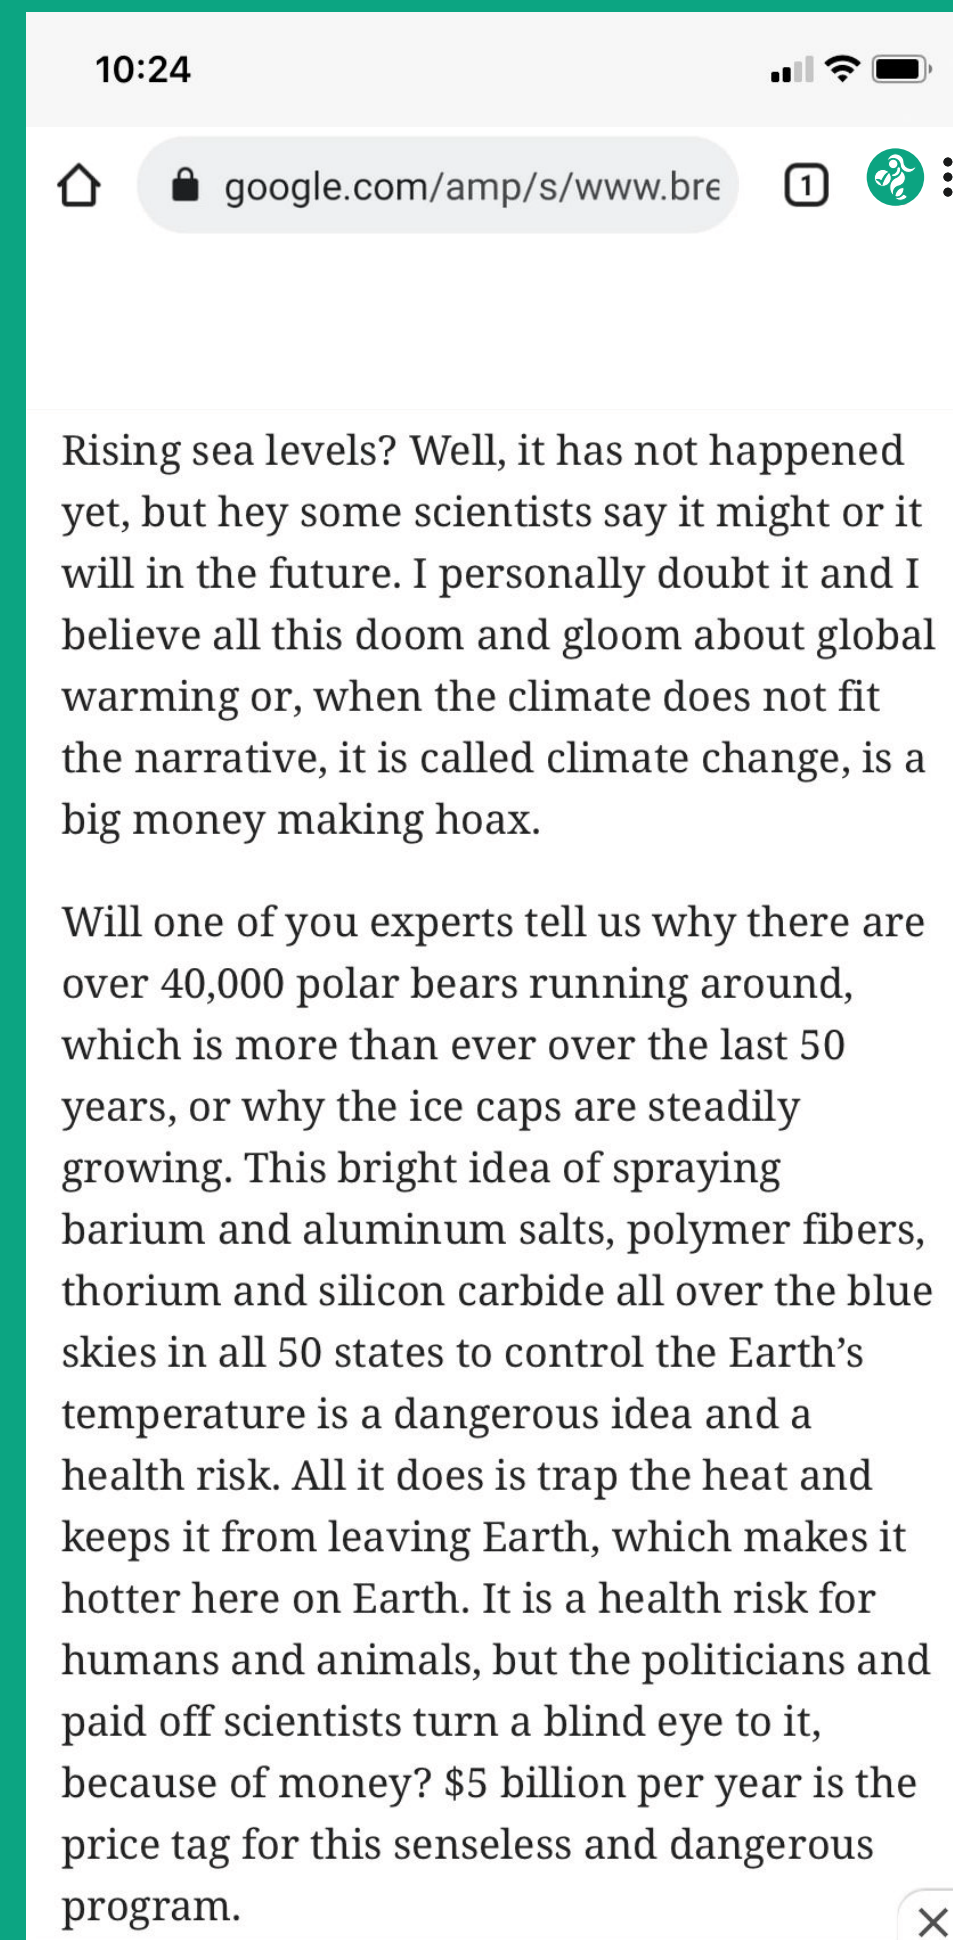 10:24
google.com/amp/s/www.bre
1
Rising sea levels? Well, it has not happened
yet, but hey some scientists say it might or it
will in the future. I personally doubt it and I
believe all this doom and gloom about global
warming or, when the climate does not fit
the narrative, it is called climate change, is a
big money making hoax.
Will one of you experts tell us why there are
over 40,000 polar bears running around,
which is more than ever over the last 50
years, or why the ice caps are steadily
growing. This bright idea of spraying
barium and aluminum salts, polymer fibers,
thorium and silicon carbide all over the blue
skies in all 50 states to control the Earth’s
temperature is a dangerous idea and a
health risk. All it does is trap the heat and
keeps it from leaving Earth, which makes it
hotter here on Earth. It is a health risk for
humans and animals, but the politicians and
paid off scientists turn a blind eye to it,
because of money? $5 billion per year is the
price tag for this senseless and dangerous
program.